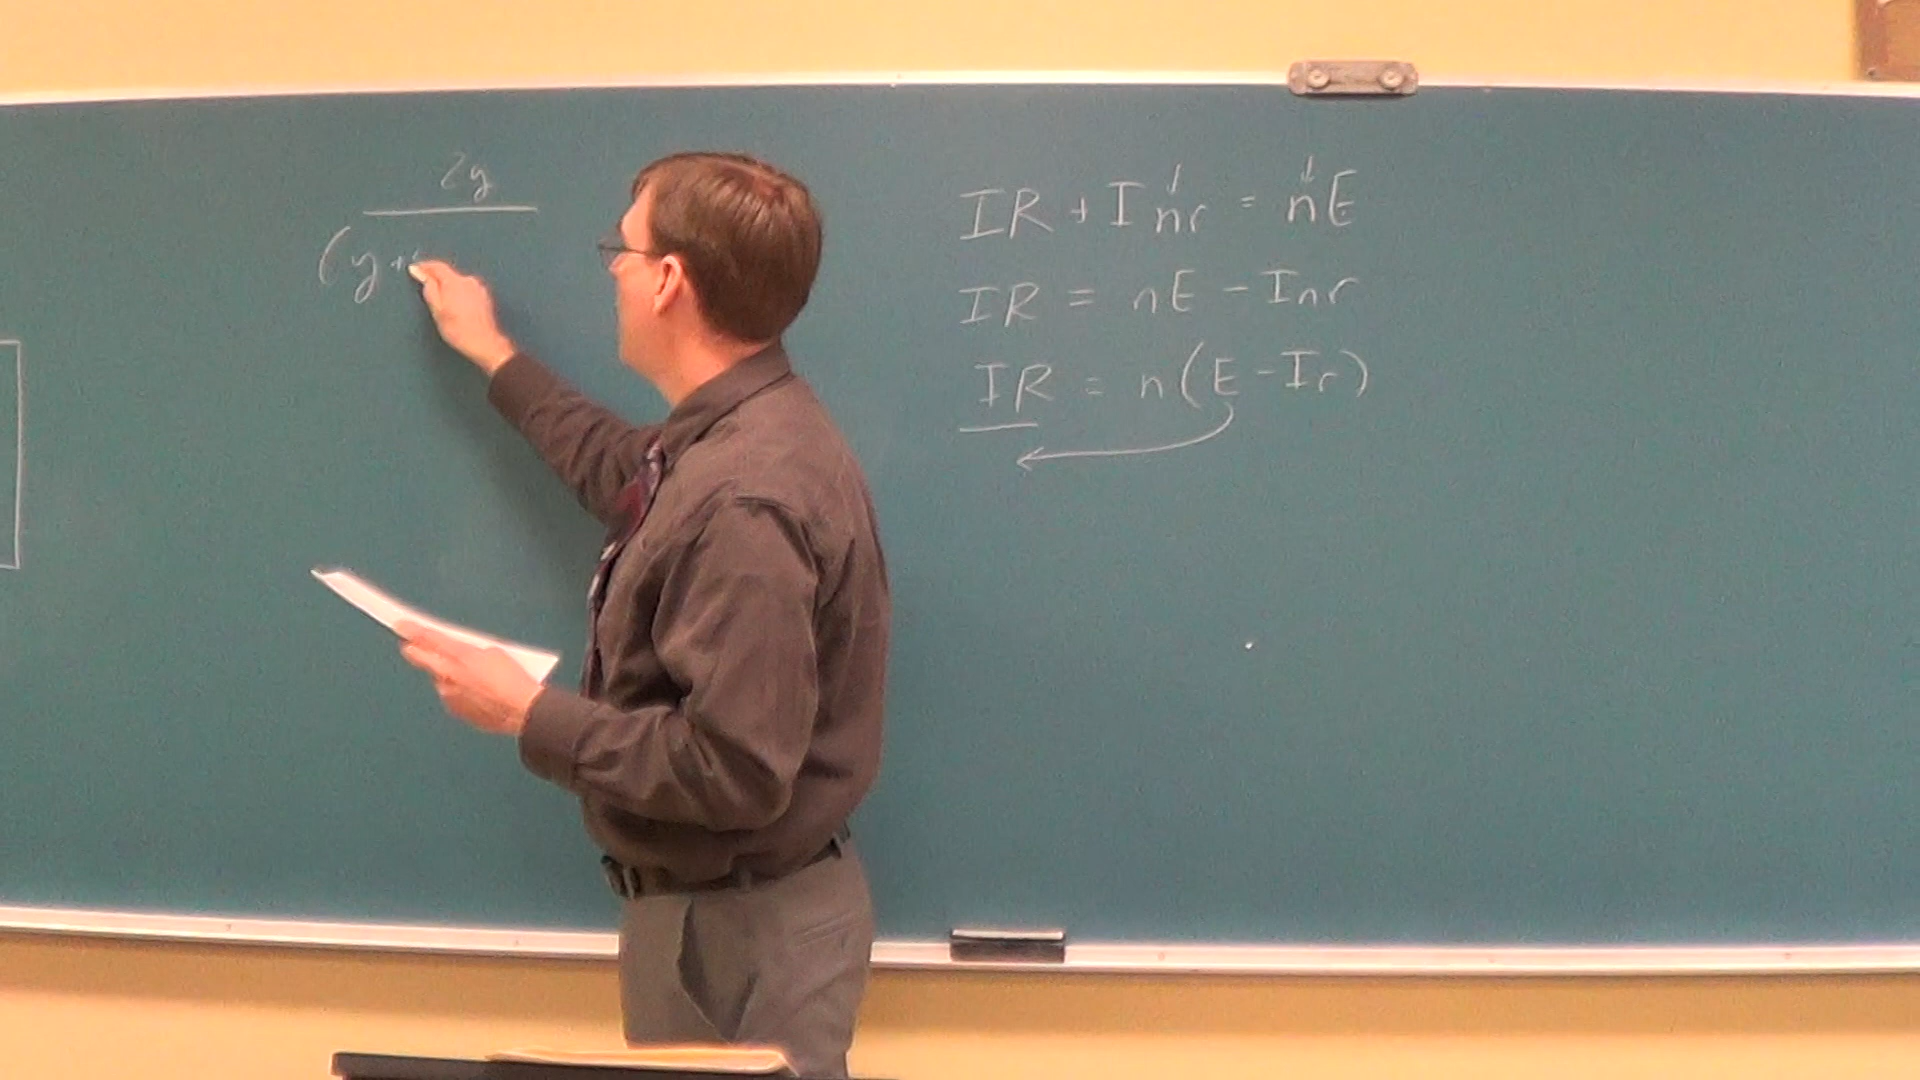 2y
(y+
IR + Inr = nE
IR = nE - Inr
IR = n(E - Ir)